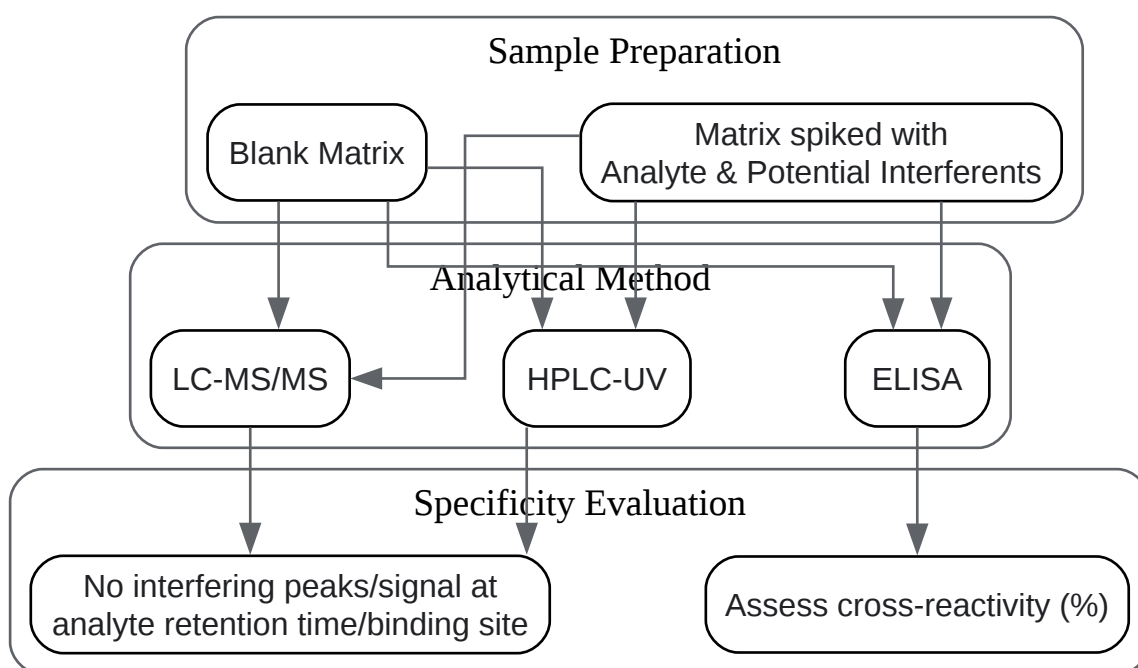 Sample Preparation
Blank Matrix
Matrix spiked with
Analyte & Potential Interferents
Analytical Method
LC-MS/MS
HPLC-UV
ELISA
Specificity Evaluation
No interfering peaks/signal at
analyte retention time/binding site
Assess cross-reactivity (%)